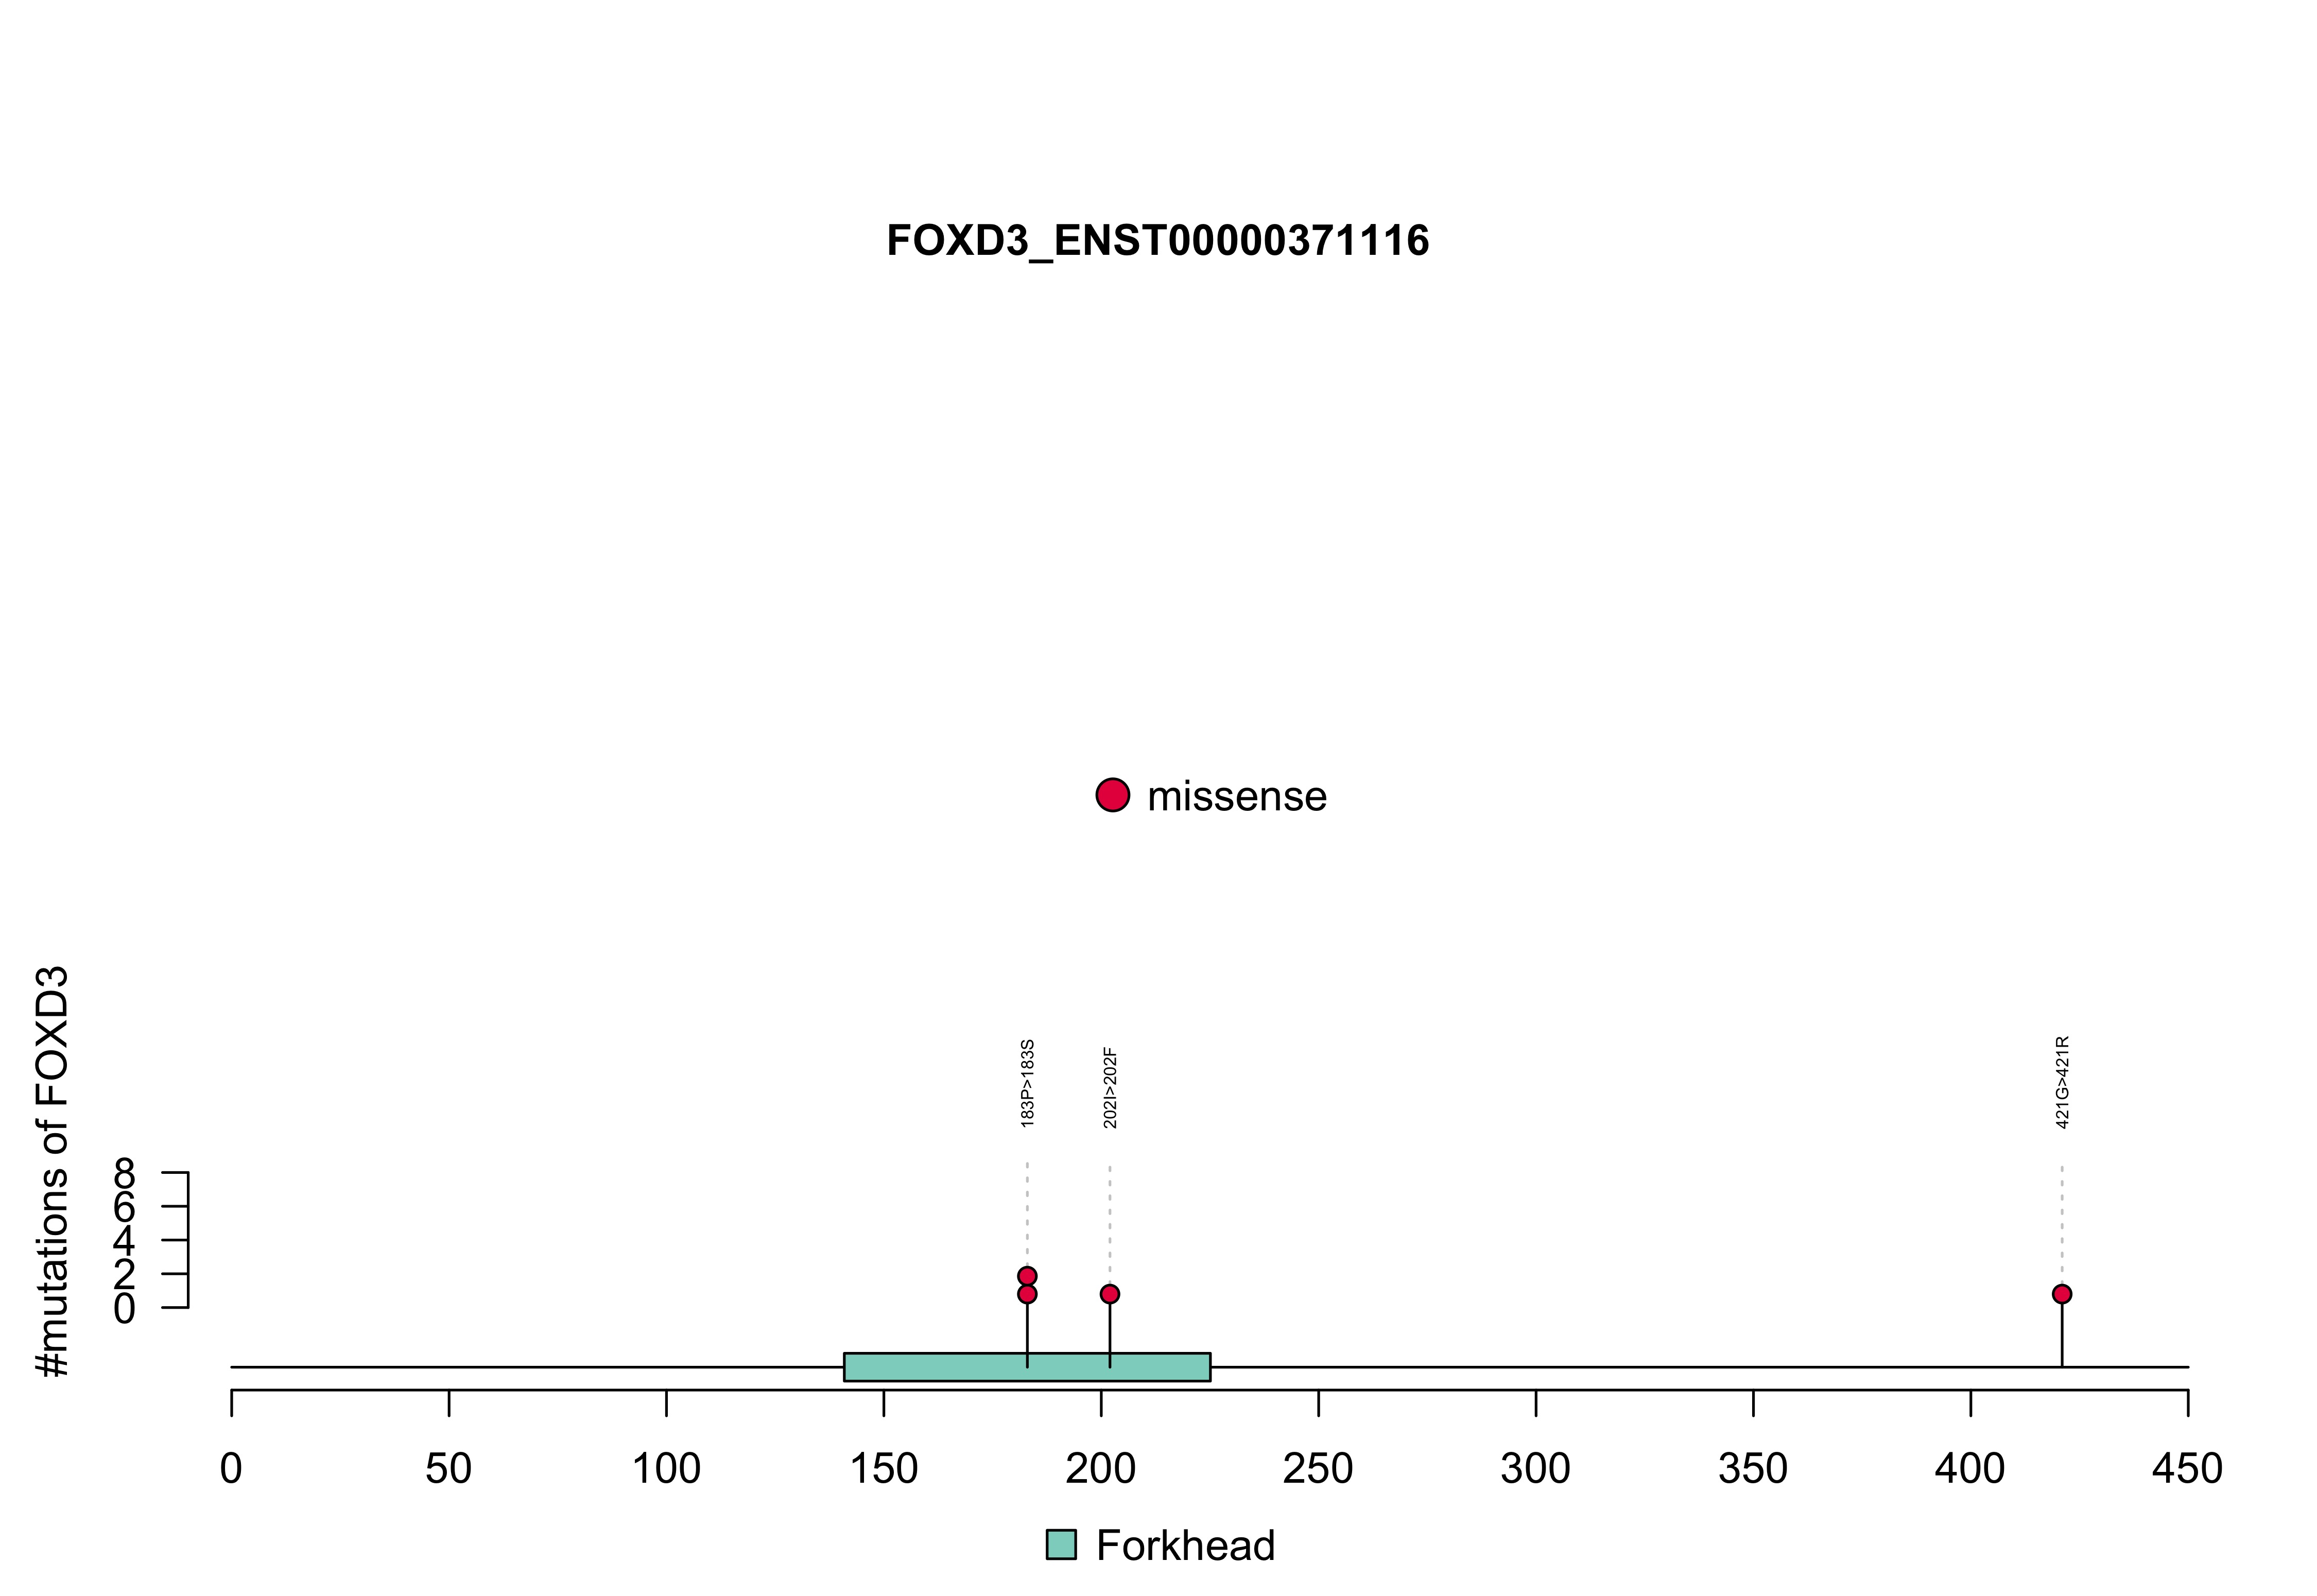 FOXD3_ENST00000371116
missense
#mutations of FOXD3
183P>183S
202I>202F
421G>421R
8
6
4
2
0
0 50 100 150 200 250 300 350 400 450
Forkhead